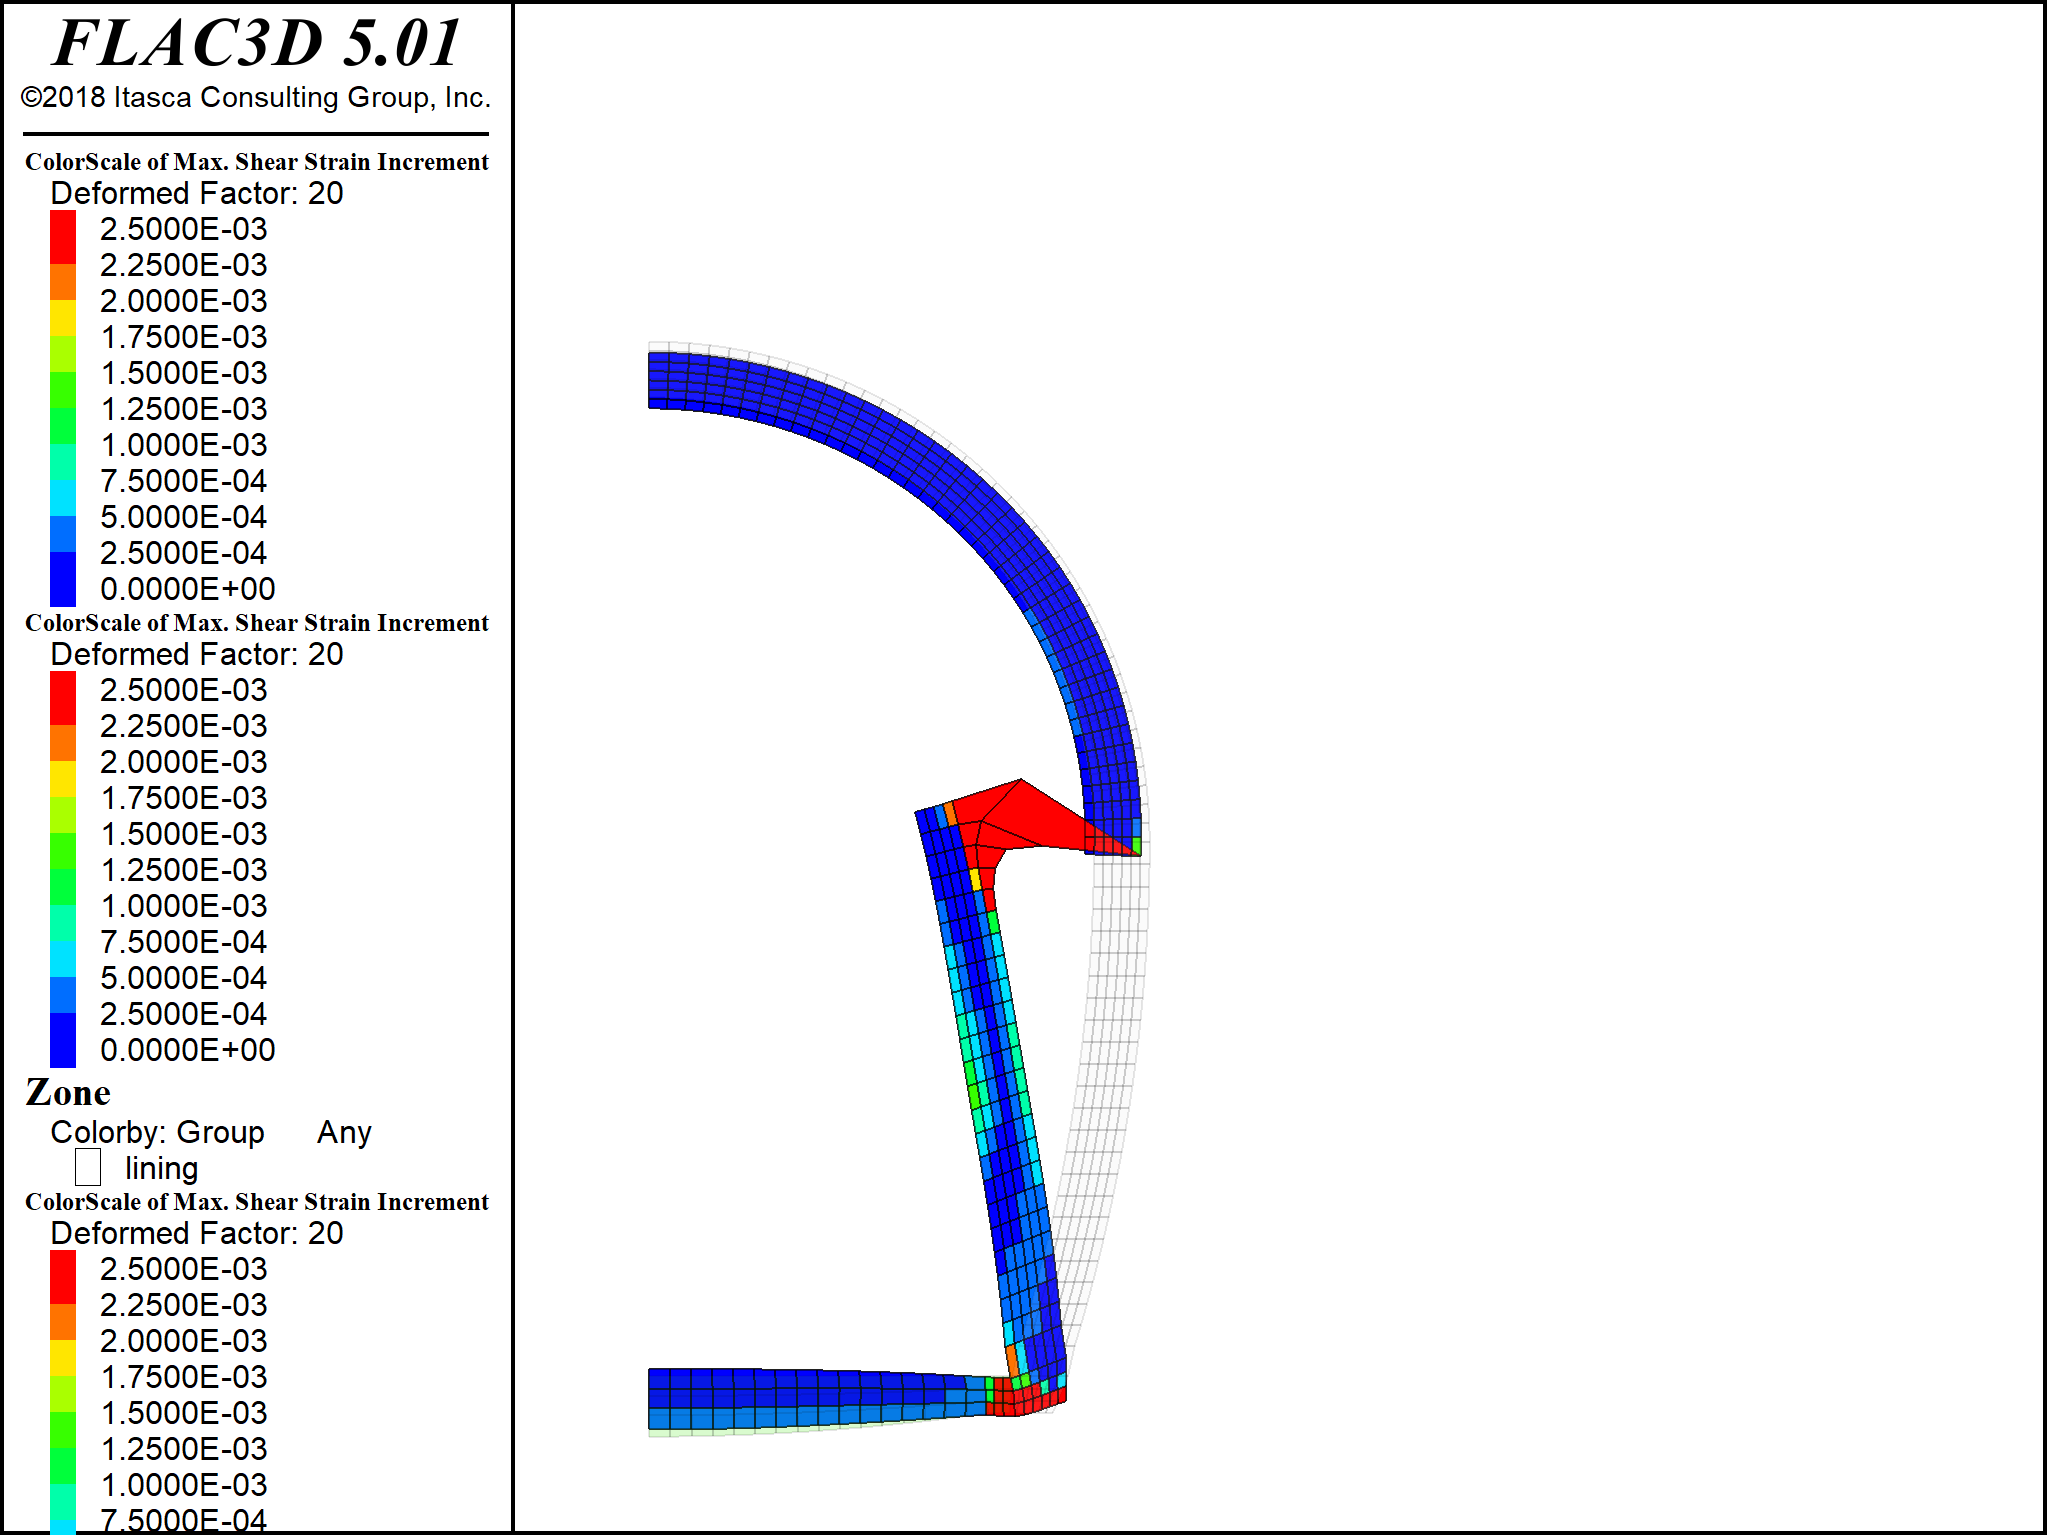 FLAC3D 5.01
©2018 Itasca Consulting Group, Inc.
ColorScale of Max. Shear Strain Increment
Deformed Factor: 20
2.5000E-03
2.2500E-03
2.0000E-03
1.7500E-03
1.5000E-03
1.2500E-03
1.0000E-03
7.5000E-04
5.0000E-04
2.5000E-04
0.0000E+00
ColorScale of Max. Shear Strain Increment
Deformed Factor: 20
2.5000E-03
2.2500E-03
2.0000E-03
1.7500E-03
1.5000E-03
1.2500E-03
1.0000E-03
7.5000E-04
5.0000E-04
2.5000E-04
0.0000E+00
Zone
Colorby: Group Any
lining
ColorScale of Max. Shear Strain Increment
Deformed Factor: 20
2.5000E-03
2.2500E-03
2.0000E-03
1.7500E-03
1.5000E-03
1.2500E-03
1.0000E-03
7.5000E-04